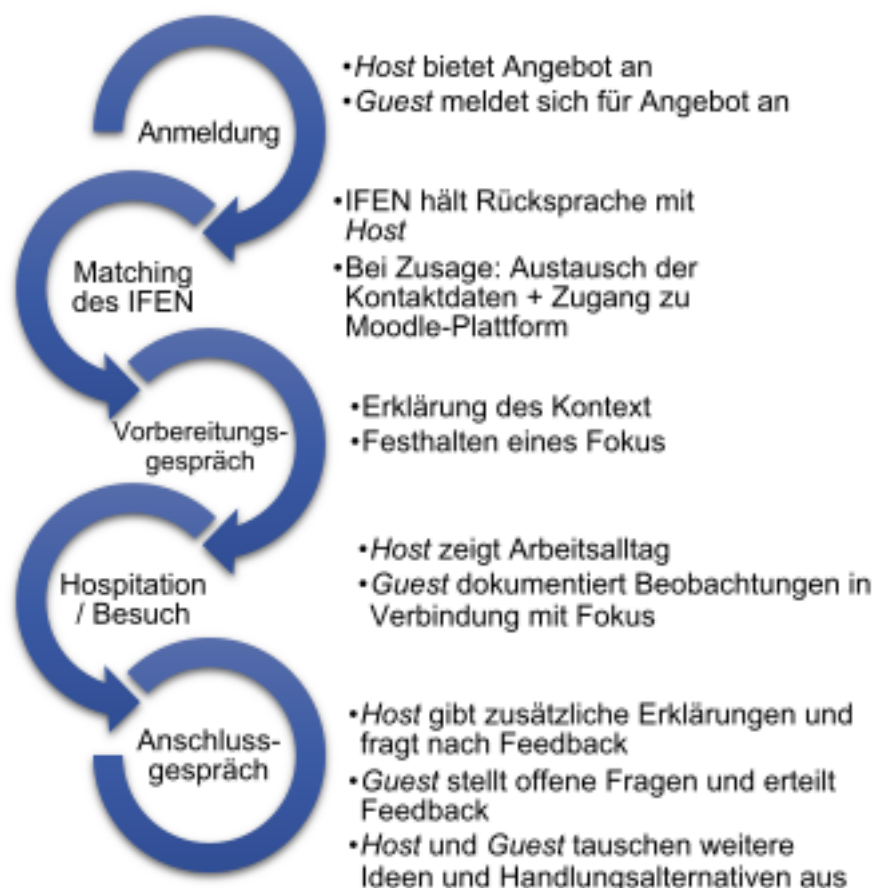 Anmeldung
•Host bietet Angebot an
•Guest meldet sich für Angebot an
Matching
des IFEN
•IFEN hält Rücksprache mit
Host
•Bei Zusage: Austausch der
Kontaktdaten + Zugang zu
Moodle-Plattform
Vorbereitungs-
gespräch
•Erklärung des Kontext
•Festhalten eines Fokus
Hospitation
/ Besuch
•Host zeigt Arbeitsalltag
•Guest dokumentiert Beobachtungen in
Verbindung mit Fokus
Anschluss-
gespräch
•Host gibt zusätzliche Erklärungen und
fragt nach Feedback
•Guest stellt offene Fragen und erteilt
Feedback
•Host und Guest tauschen weitere
Ideen und Handlungsalternativen aus